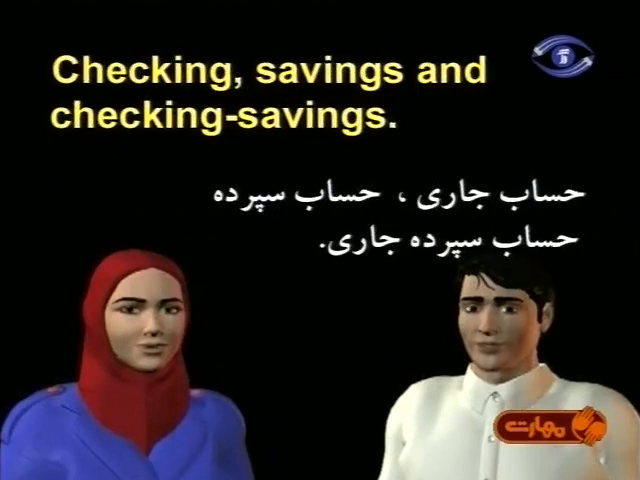 Checking, savings and
checking-savings.
حساب جاری ، حساب سپرده
حساب سپرده جاری.
مهارت